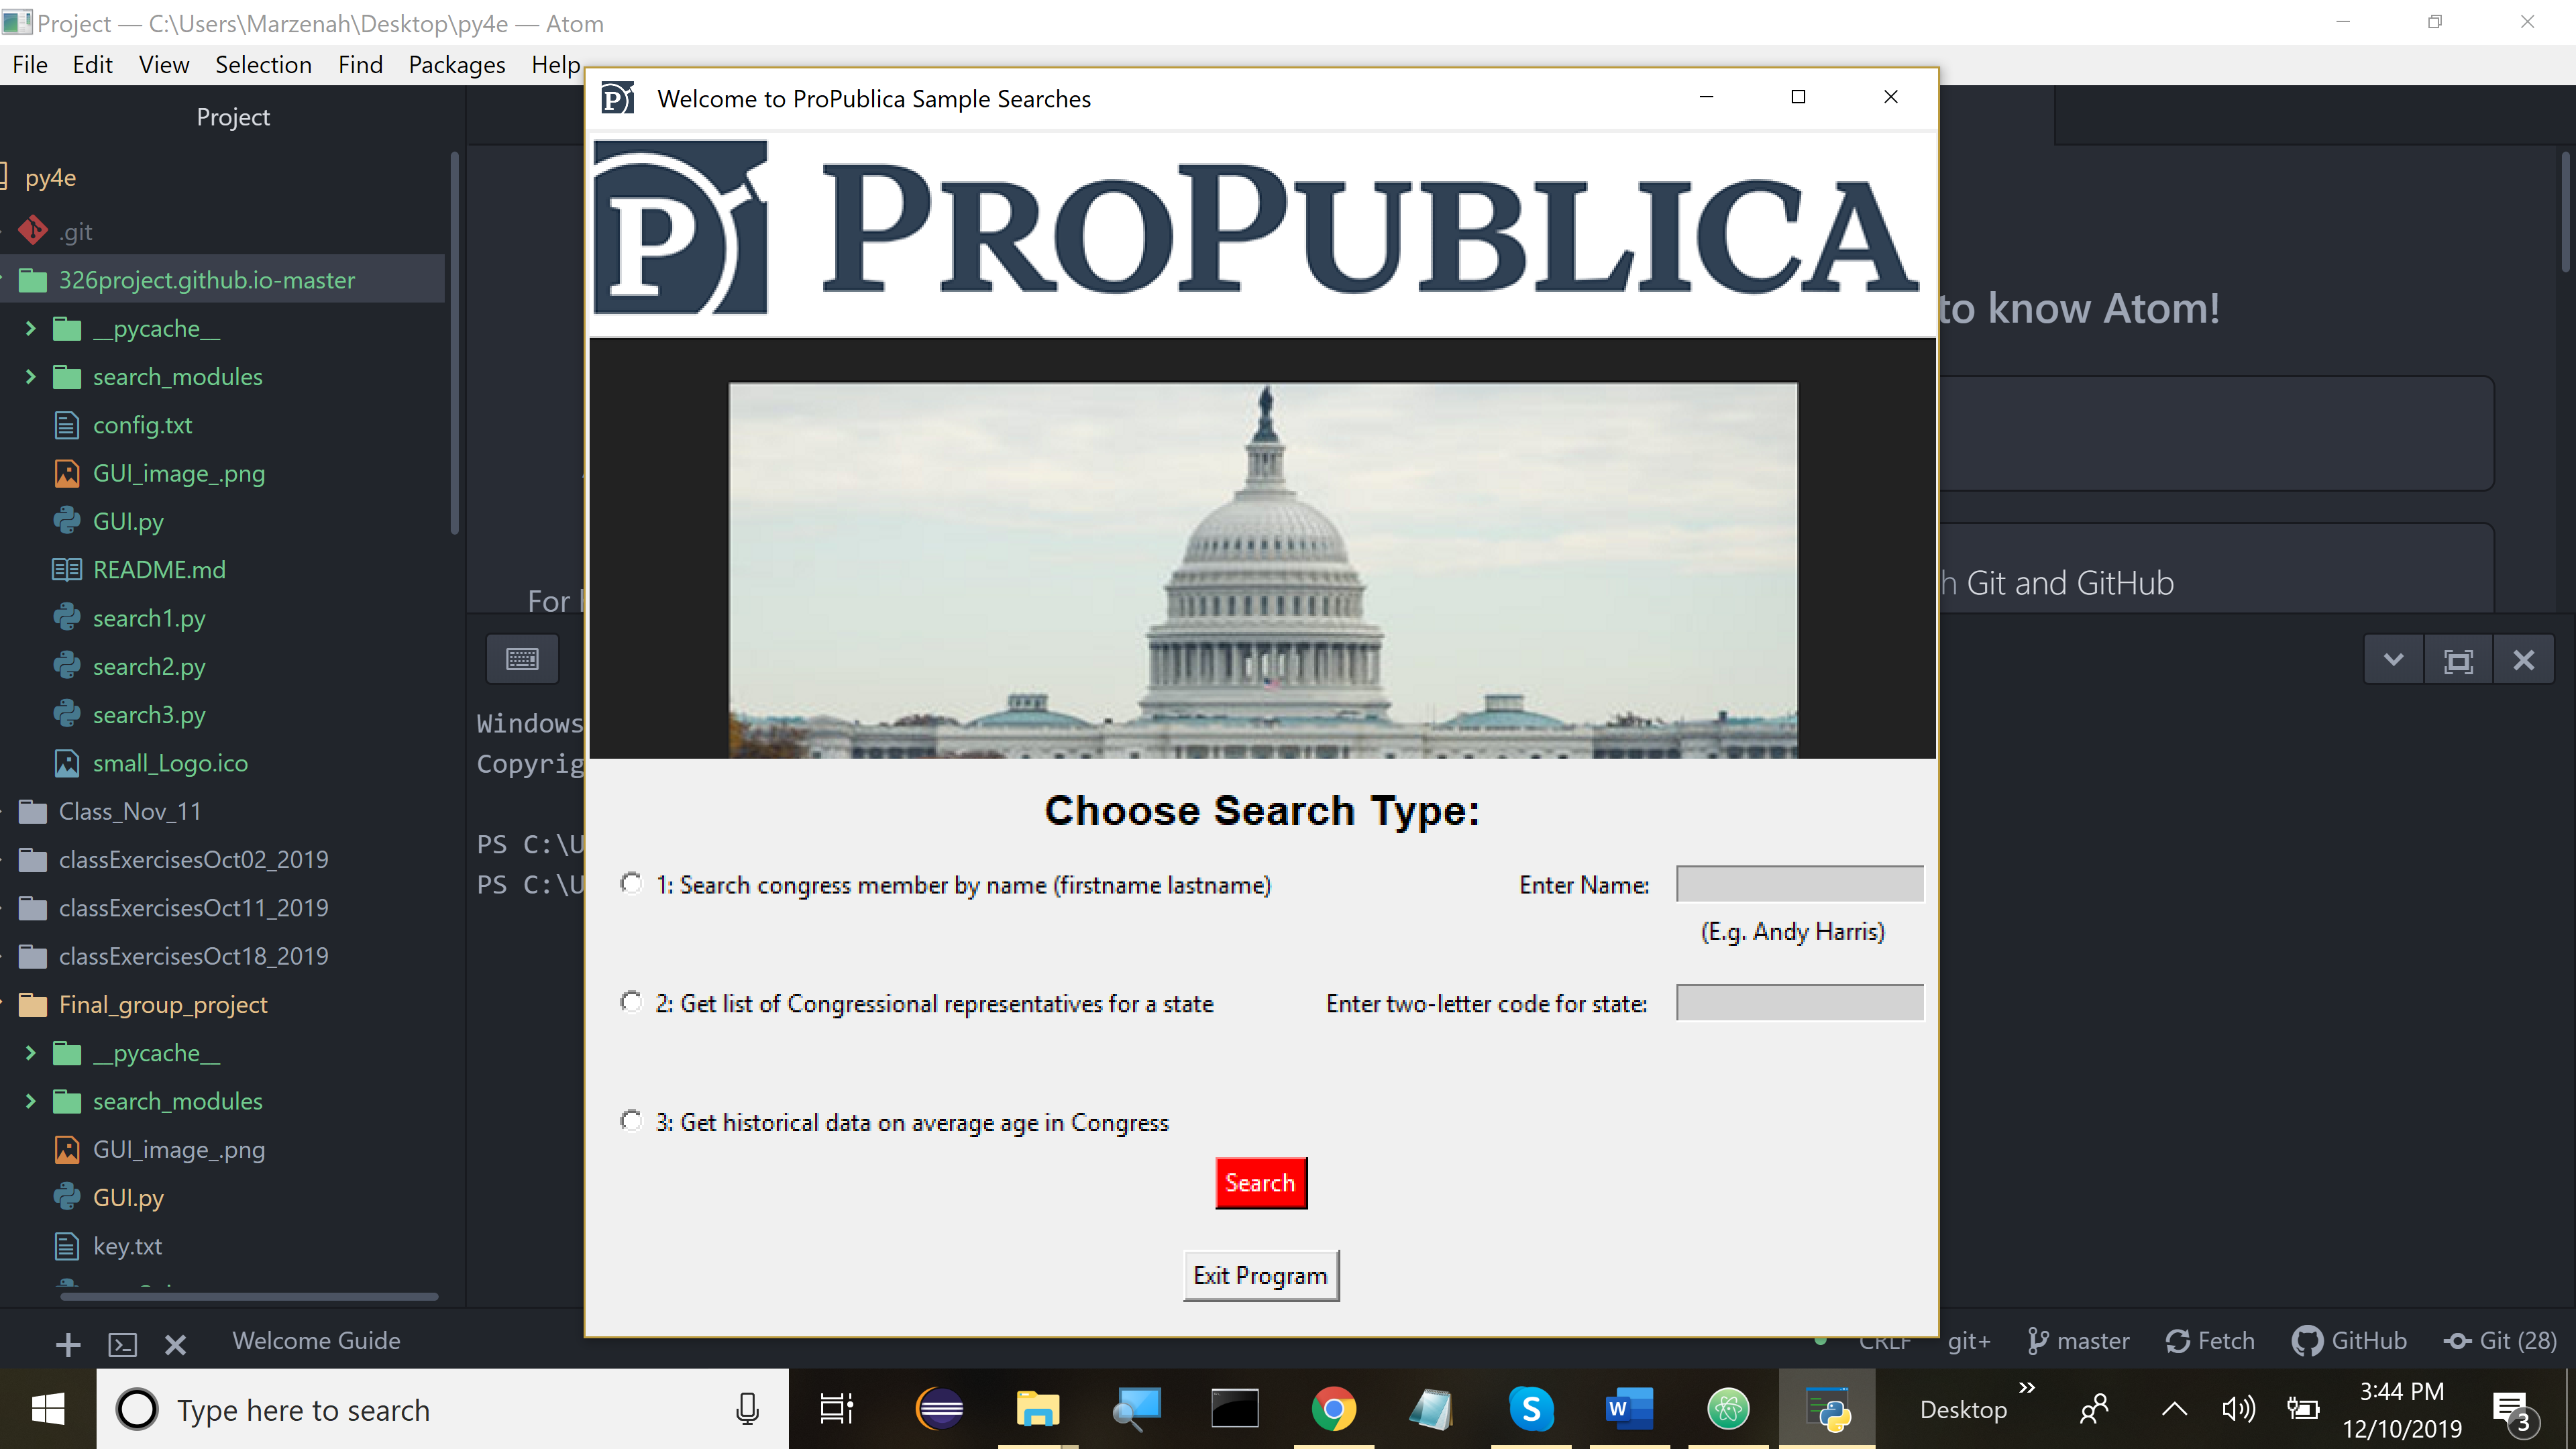 Project — C:\Users\Marzenah\Desktop\py4e — Atom
File Edit View Selection Find Packages Help
Project
py4e
.git
326project.github.io-master
__pycache__
search_modules
config.txt
GUI_image_.png
GUI.py
README.md
search1.py
search2.py
search3.py
small_Logo.ico
Class_Nov_11
classExercisesOct02_2019
classExercisesOct11_2019
classExercisesOct18_2019
Final_group_project
__pycache__
search_modules
GUI_image_.png
GUI.py
key.txt
to know Atom!
Git and GitHub
For
Windows
PS C:\U
PS C:\U
Welcome to ProPublica Sample Searches
P
PROPUBLICA
Choose Search Type:
1: Search congress member by name (firstname lastname) Enter Name:
(E.g. Andy Harris)
2: Get list of Congressional representatives for a state Enter two-letter code for state:
3: Get historical data on average age in Congress
Search
Exit Program
Welcome Guide CRLF git+ master Fetch GitHub Git (28)
Type here to search
Desktop
3:44 PM
12/10/2019
3